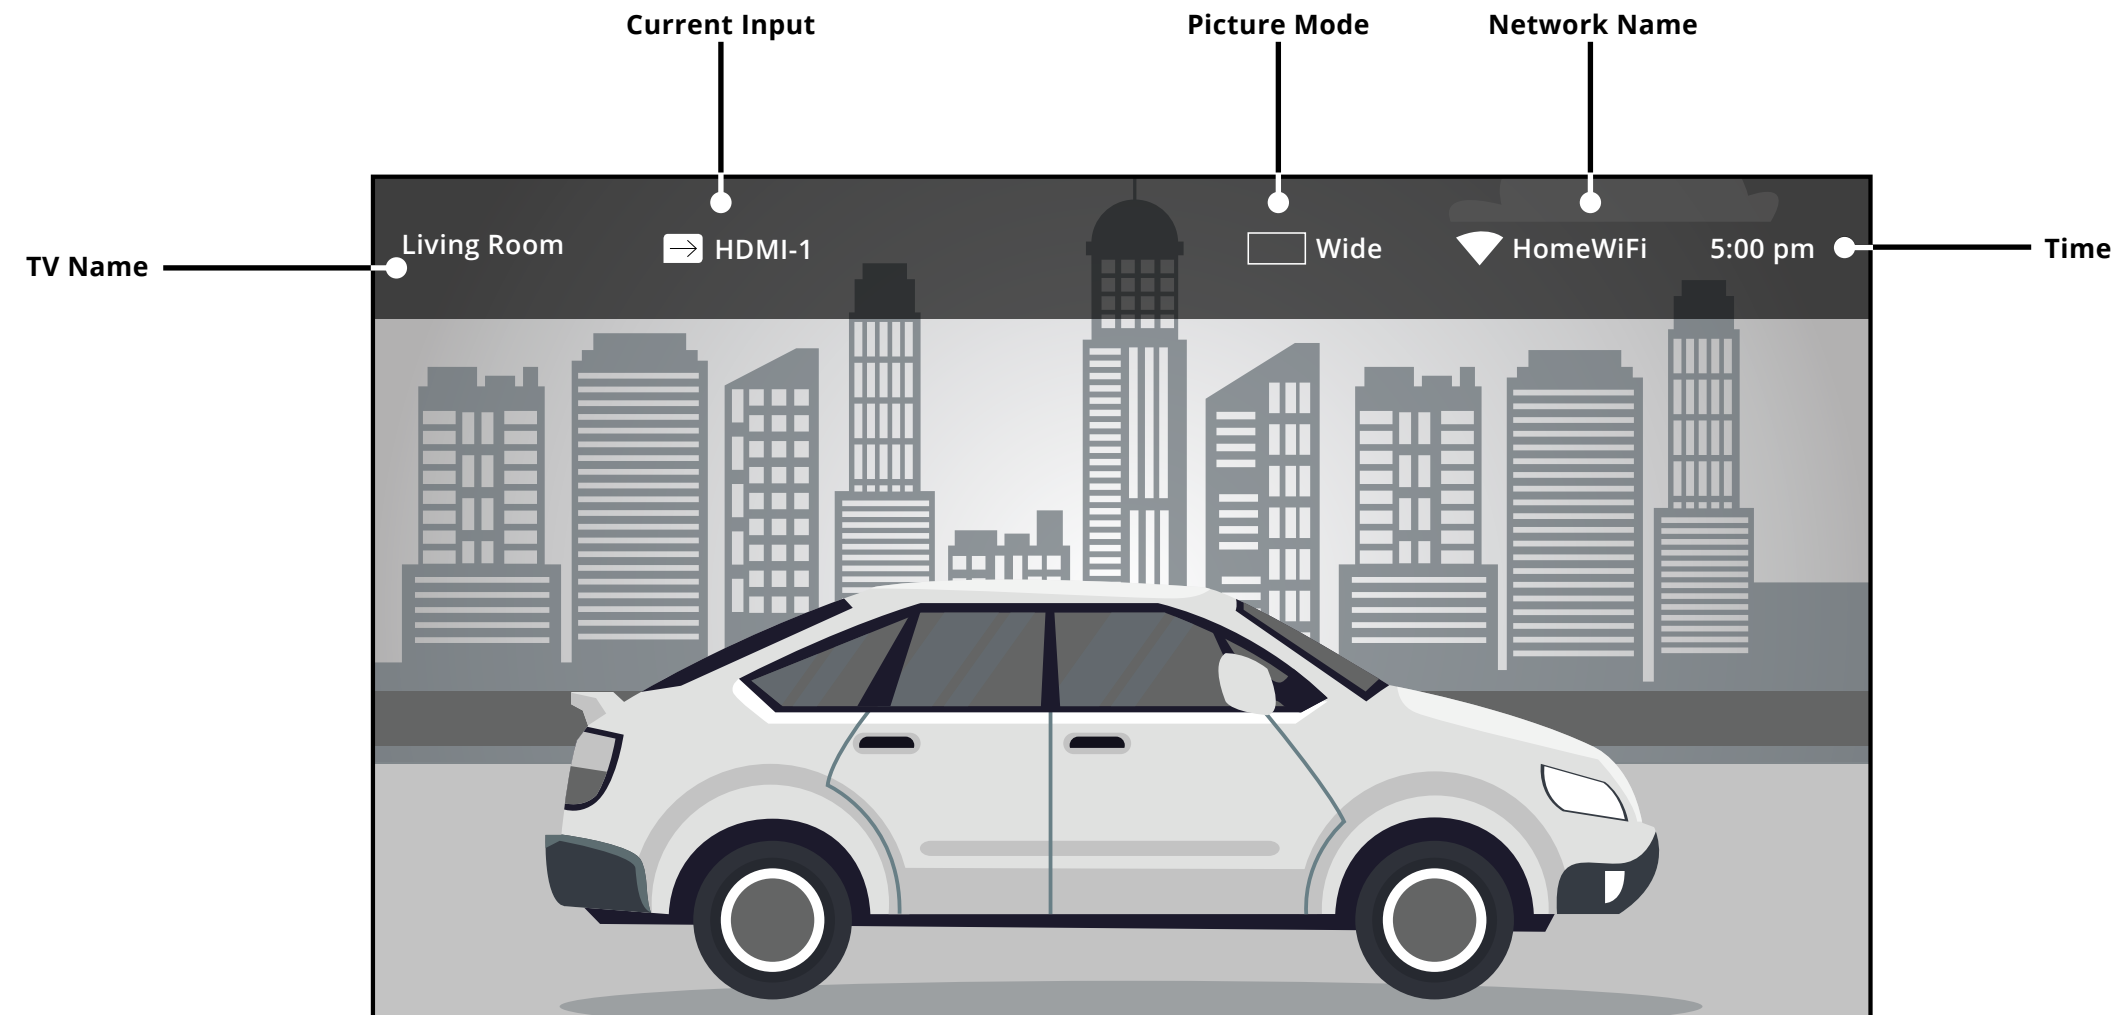 Current Input
Picture Mode
Network Name
TV Name
Living Room
HDMI-1
Wide
HomeWiFi
5:00 pm
Time